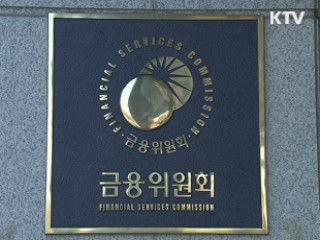 KTV
FINANCIAL SERVICES COMMISSION
·금융위원회·
금융위원회
FINANCIAL SERVICES COMMISSION